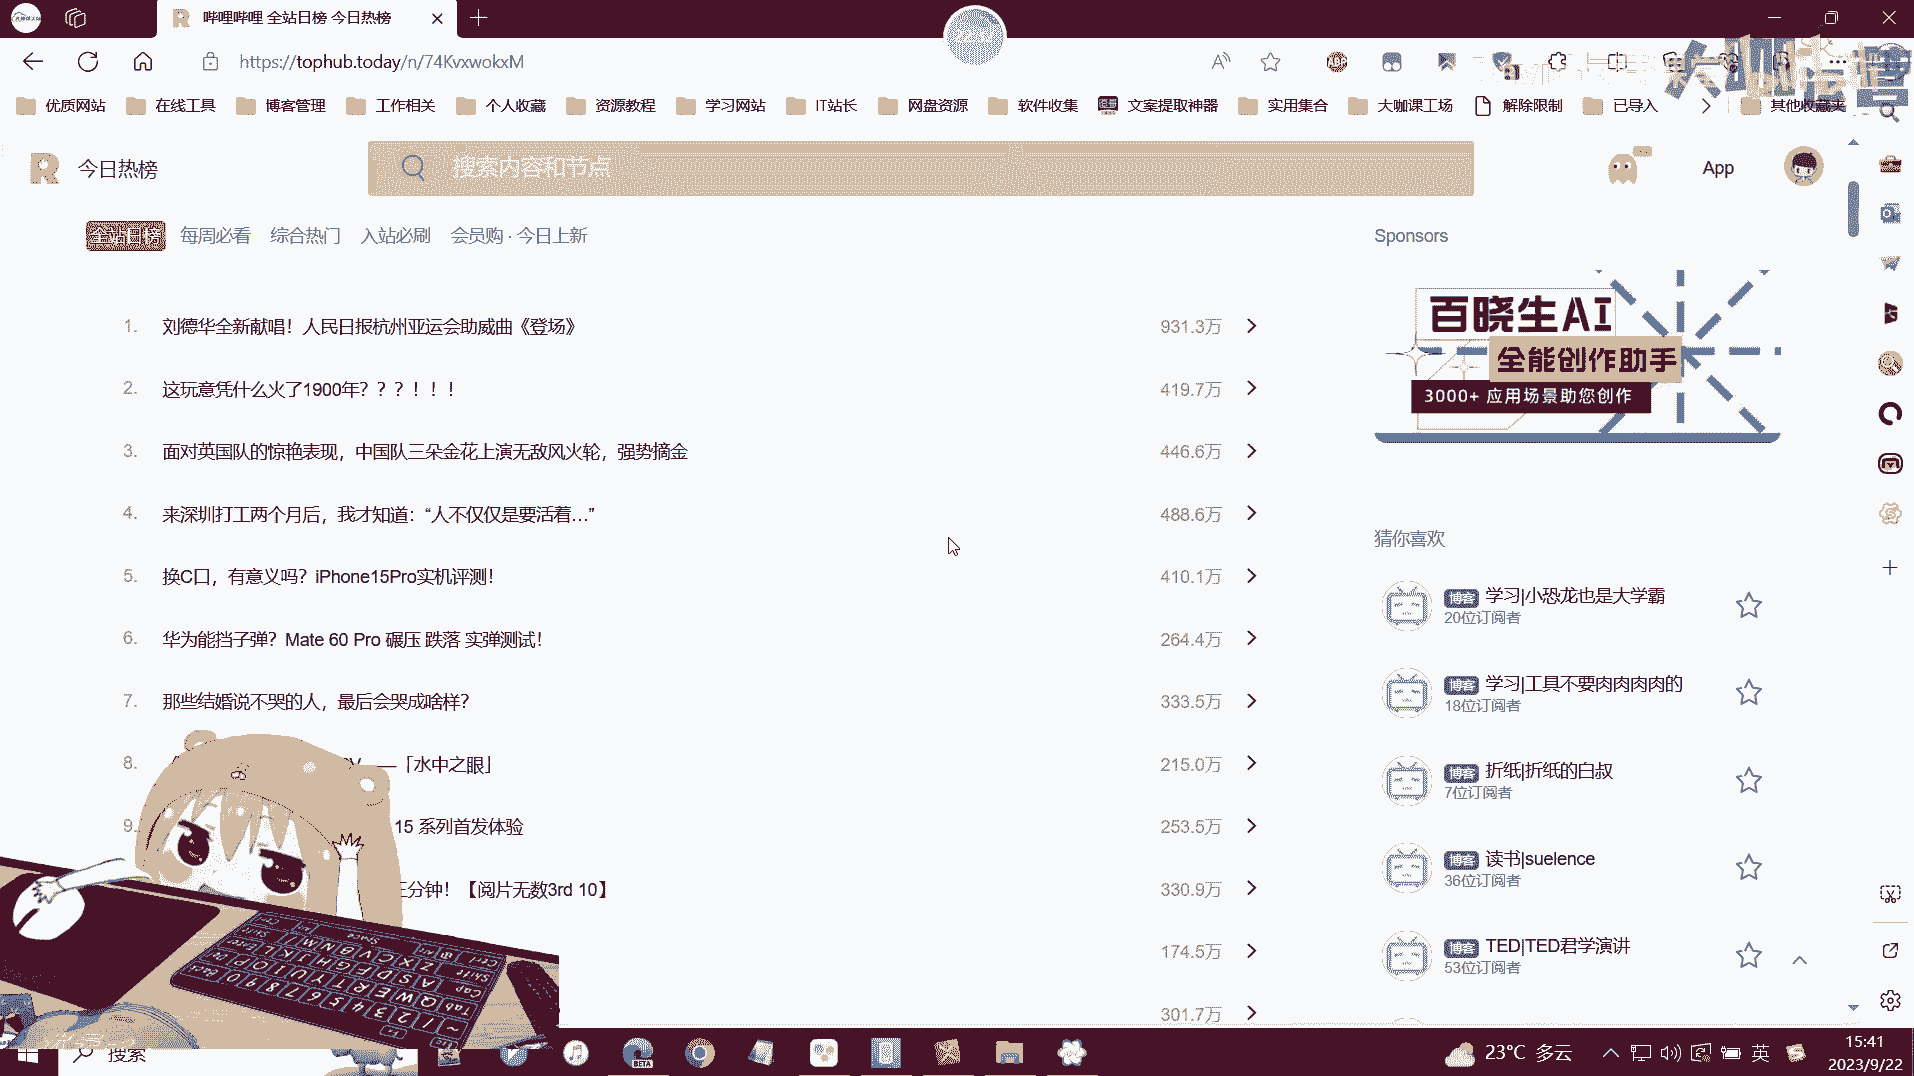 哔哩哔哩 全站日榜 今日热榜
https://tophub.today/n/74KvxwokxM
优质网站 在线工具 博客管理 工作相关 个人收藏 资源教程 学习网站 IT站长 网盘资源 软件收集 文案提取神器 实用集合 大咖课工场 解除限制 已导入 其他收藏夹
今日热榜 搜索内容和节点 App
全站日榜 每周必看 综合热门 入站必刷 会员购 · 今日上新
1. 刘德华全新献唱！人民日报杭州亚运会助威曲《登场》 931.3万
2. 这玩意凭什么火了1900年？？？！！！ 419.7万
3. 面对英国队的惊艳表现，中国队三朵金花上演无敌风火轮，强势摘金 446.6万
4. 来深圳打工两个月后，我才知道：“人不仅仅是要活着…” 488.6万
5. 换C口，有意义吗？iPhone15Pro实机评测！ 410.1万
6. 华为能挡子弹？Mate 60 Pro 碾压 跌落 实弹测试！ 264.4万
7. 那些结婚说不哭的人，最后会哭成啥样？ 333.5万
8. ——「水中之眼」 215.0万
9. 15 系列首发体验 253.5万
三分钟！【阅片无数3rd 10】 330.9万
174.5万
301.7万
Sponsors
百晓生AI
全能创作助手
3000+ 应用场景助您创作
猜你喜欢
博客 学习|小恐龙也是大学霸
20位订阅者
博客 学习|工具不要肉肉肉肉的
18位订阅者
博客 折纸|折纸的白叔
7位订阅者
博客 读书|suelence
36位订阅者
博客 TED|TED君学演讲
53位订阅者
搜索
BETA
23°C 多云
英
15:41
2023/9/22